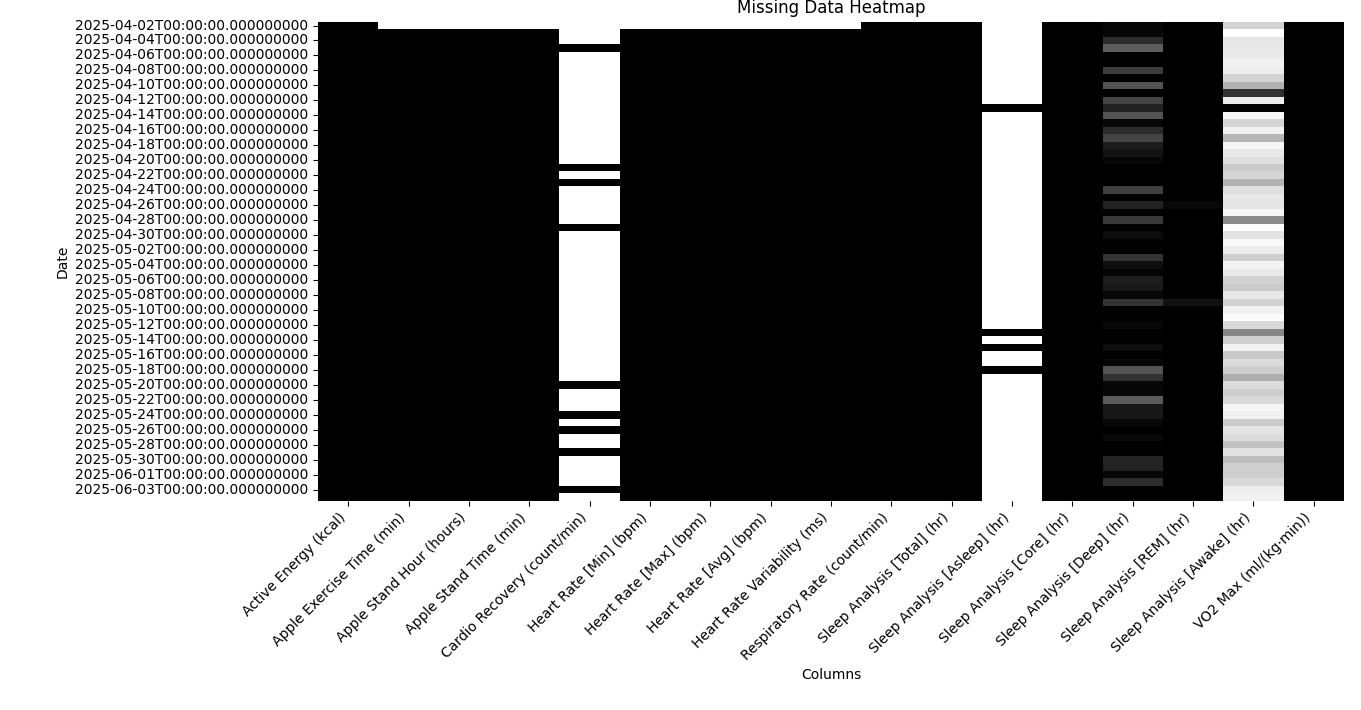 Missing Data Heatmap
2025-04-02T00:00:00.000000000
2025-04-04T00:00:00.000000000
2025-04-06T00:00:00.000000000
2025-04-08T00:00:00.000000000
2025-04-10T00:00:00.000000000
2025-04-12T00:00:00.000000000
2025-04-14T00:00:00.000000000
2025-04-16T00:00:00.000000000
2025-04-18T00:00:00.000000000
2025-04-20T00:00:00.000000000
2025-04-22T00:00:00.000000000
2025-04-24T00:00:00.000000000
2025-04-26T00:00:00.000000000
2025-04-28T00:00:00.000000000
2025-04-30T00:00:00.000000000
2025-05-02T00:00:00.000000000
2025-05-04T00:00:00.000000000
2025-05-06T00:00:00.000000000
2025-05-08T00:00:00.000000000
2025-05-10T00:00:00.000000000
2025-05-12T00:00:00.000000000
2025-05-14T00:00:00.000000000
2025-05-16T00:00:00.000000000
2025-05-18T00:00:00.000000000
2025-05-20T00:00:00.000000000
2025-05-22T00:00:00.000000000
2025-05-24T00:00:00.000000000
2025-05-26T00:00:00.000000000
2025-05-28T00:00:00.000000000
2025-05-30T00:00:00.000000000
2025-06-01T00:00:00.000000000
2025-06-03T00:00:00.000000000
Date
Active Energy (kcal)
Apple Exercise Time (min)
Apple Stand Hour (hours)
Apple Stand Time (min)
Cardio Recovery (count/min)
Heart Rate [Min] (bpm)
Heart Rate [Max] (bpm)
Heart Rate [Avg] (bpm)
Heart Rate Variability (ms)
Respiratory Rate (count/min)
Sleep Analysis [Total] (hr)
Sleep Analysis [Asleep] (hr)
Sleep Analysis [Core] (hr)
Sleep Analysis [Deep] (hr)
Sleep Analysis [REM] (hr)
Sleep Analysis [Awake] (hr)
VO2 Max (ml/(kg·min))
Columns